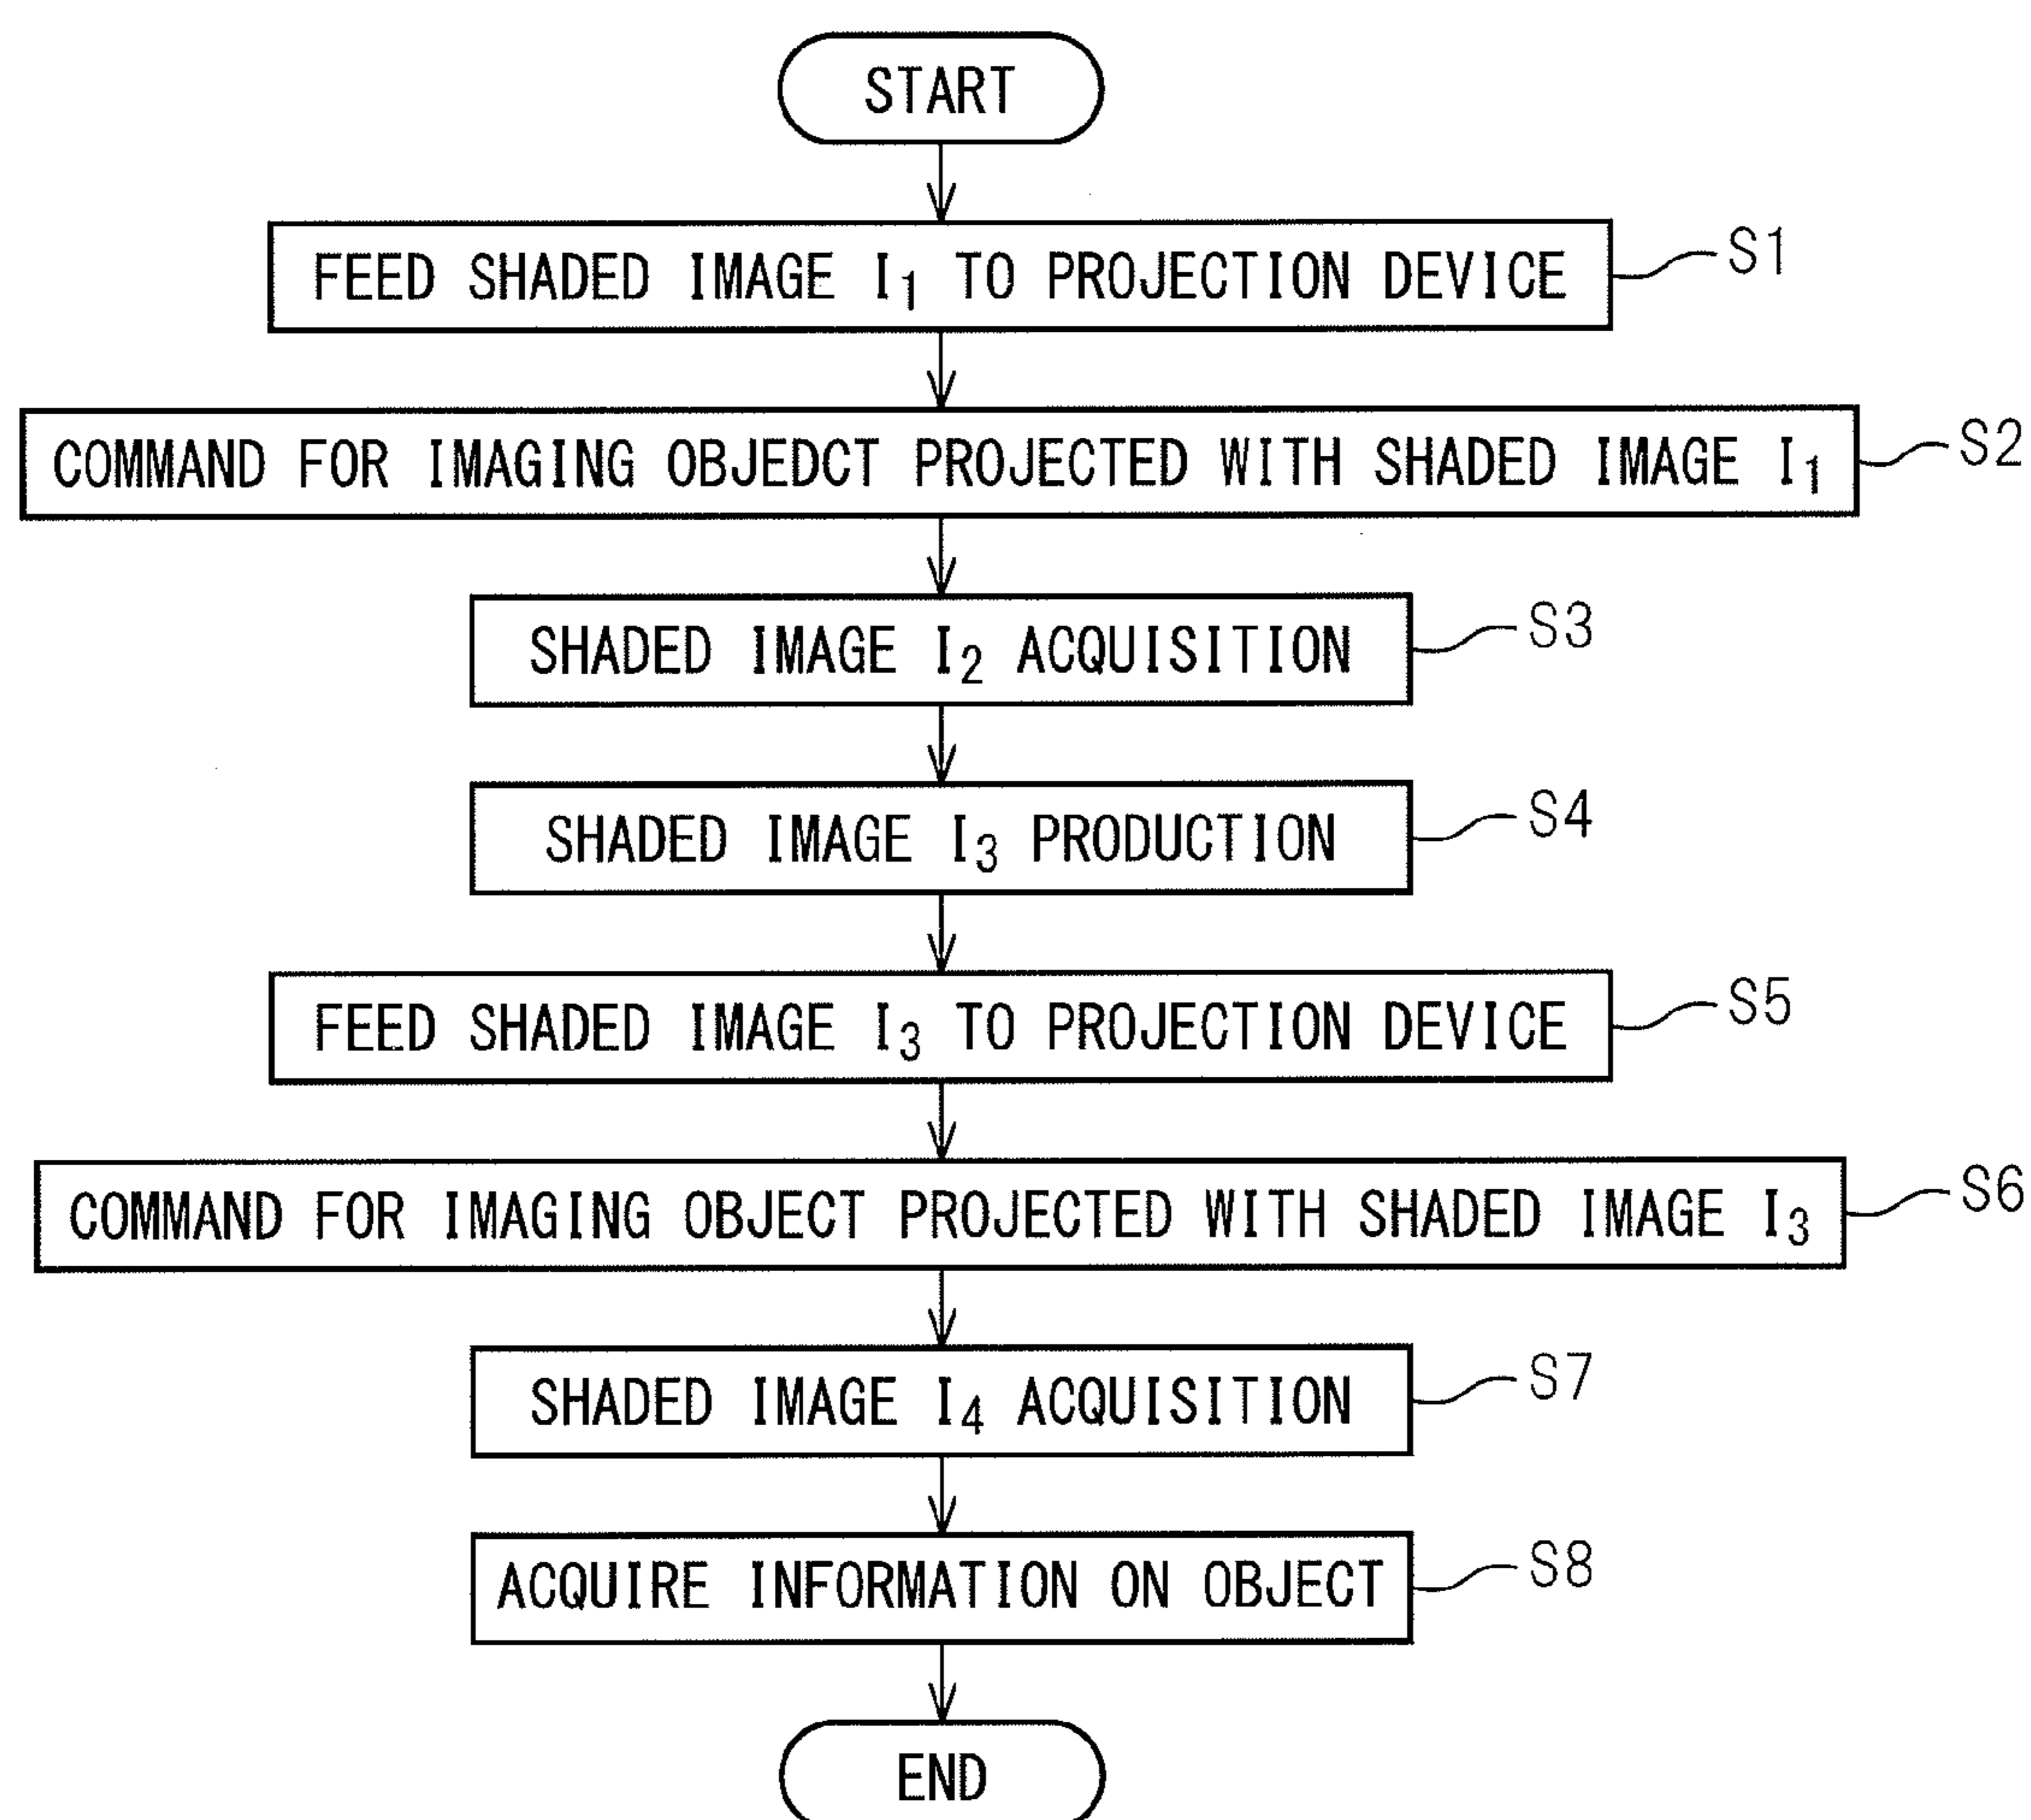 START
FEED SHADED IMAGE I₁ TO PROJECTION DEVICE S1
COMMAND FOR IMAGING OBJEDCT PROJECTED WITH SHADED IMAGE I₁ S2
SHADED IMAGE I₂ ACQUISITION S3
SHADED IMAGE I₃ PRODUCTION S4
FEED SHADED IMAGE I₃ TO PROJECTION DEVICE S5
COMMAND FOR IMAGING OBJECT PROJECTED WITH SHADED IMAGE I₃ S6
SHADED IMAGE I₄ ACQUISITION S7
ACQUIRE INFORMATION ON OBJECT S8
END